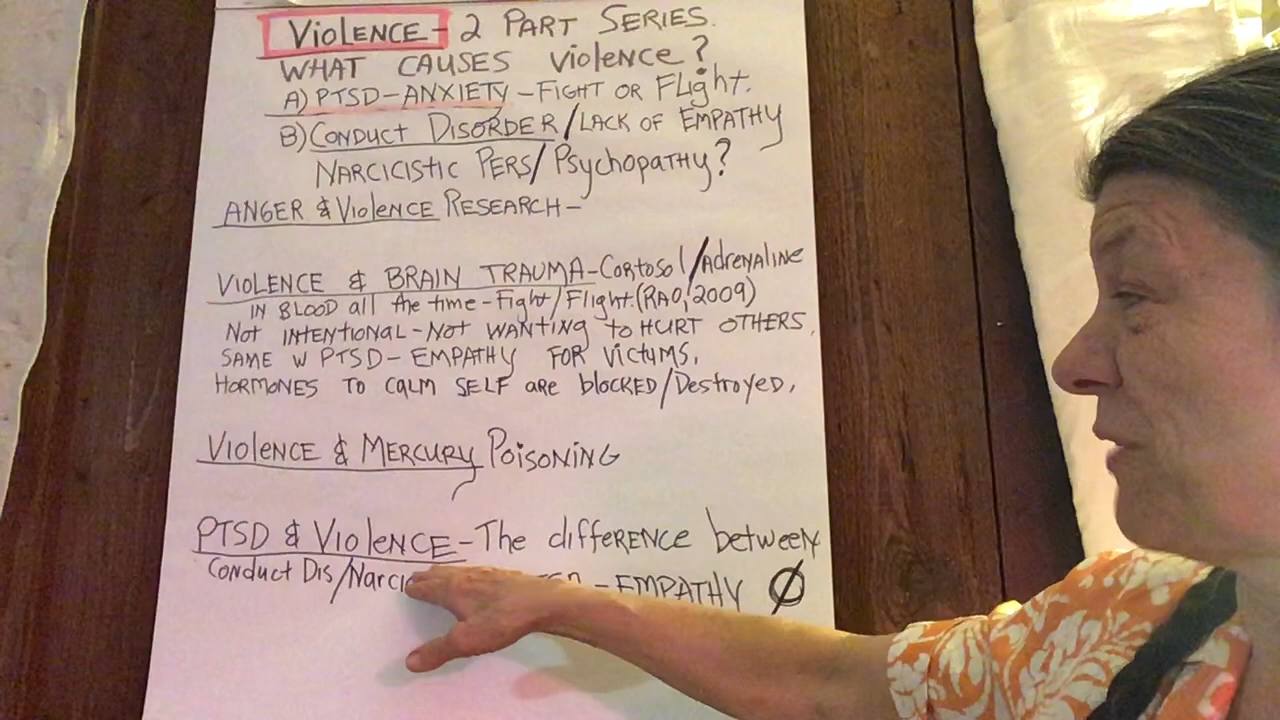 VIOLENCE - 2 PART SERIES.
WHAT CAUSES violence?
A) PTSD-ANXIETY - FIGHT OR FLight.
B) CONDUCT DISORDER/LACK OF EMPATHY
NARCICISTIC PERS/Psychopathy?
ANGER & VIOLENCE RESEARCH-
VIOLENCE & BRAIN TRAUMA-Cortosol/Adrenaline
IN BLOOD all the time - Fight/Flight.(RAO, 2009)
NOT INTENTIONAL-NOT WANTING to HURT OTHERS.
SAME W PTSD- EMPATHY FOR VICTUMS.
HORMONES TO CALM SELF ARE blocked/Destroyed.
VIOLENCE & MERCURY POISONING
PTSD & VIOLENCE - The difference between
Conduct Dis/ - EMPATHY Ø